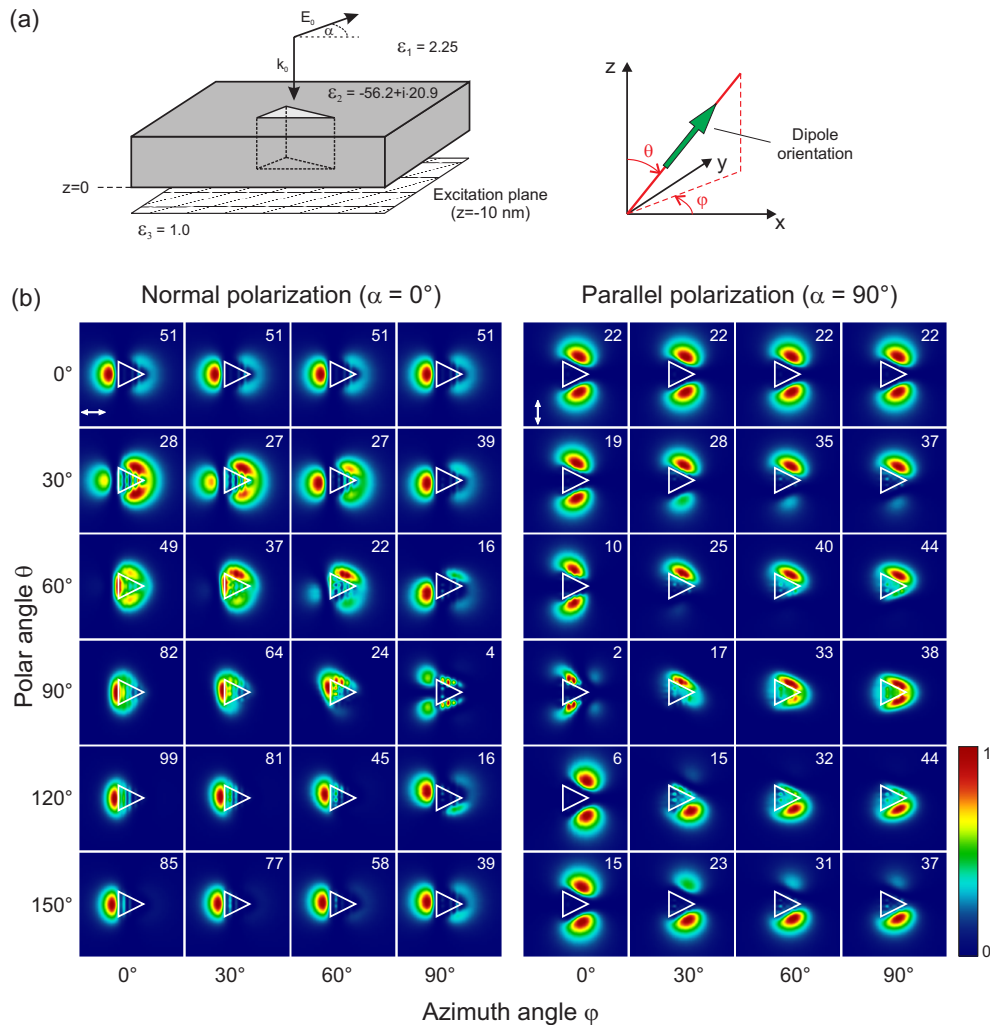 (a)
E₀
α
ε₁ = 2.25
k₀
ε₂ = -56.2+i·20.9
z=0
Excitation plane
(z=-10 nm)
ε₃ = 1.0
z
θ
y
φ
x
Dipole
orientation
(b)
Normal polarization (α = 0°)
Parallel polarization (α = 90°)
Polar angle θ
0°
51 51 51 51 22 22 22 22
30°
28 27 27 39 19 28 35 37
60°
49 37 22 16 10 25 40 44
90°
82 64 24 4 2 17 33 38
120°
99 81 45 16 6 15 32 44
150°
85 77 58 39 15 23 31 37
1
0
0° 30° 60° 90° 0° 30° 60° 90°
Azimuth angle φ